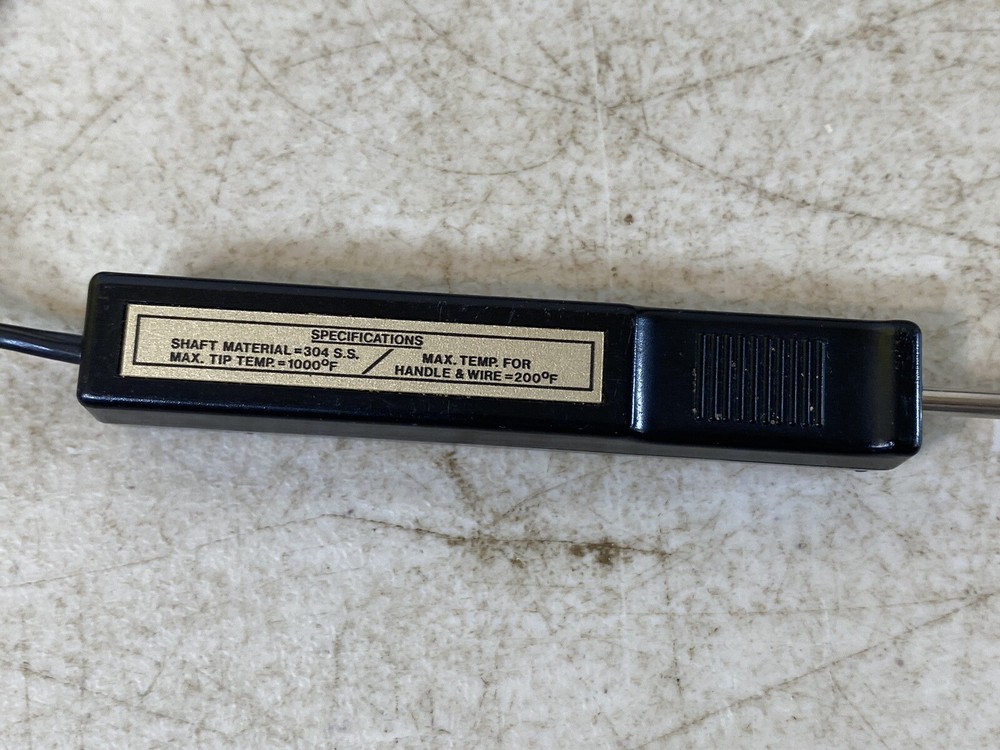 SPECIFICATIONS
SHAFT MATERIAL = 304 S.S.
MAX. TIP TEMP. = 1000°F
MAX. TEMP. FOR
HANDLE & WIRE = 200°F